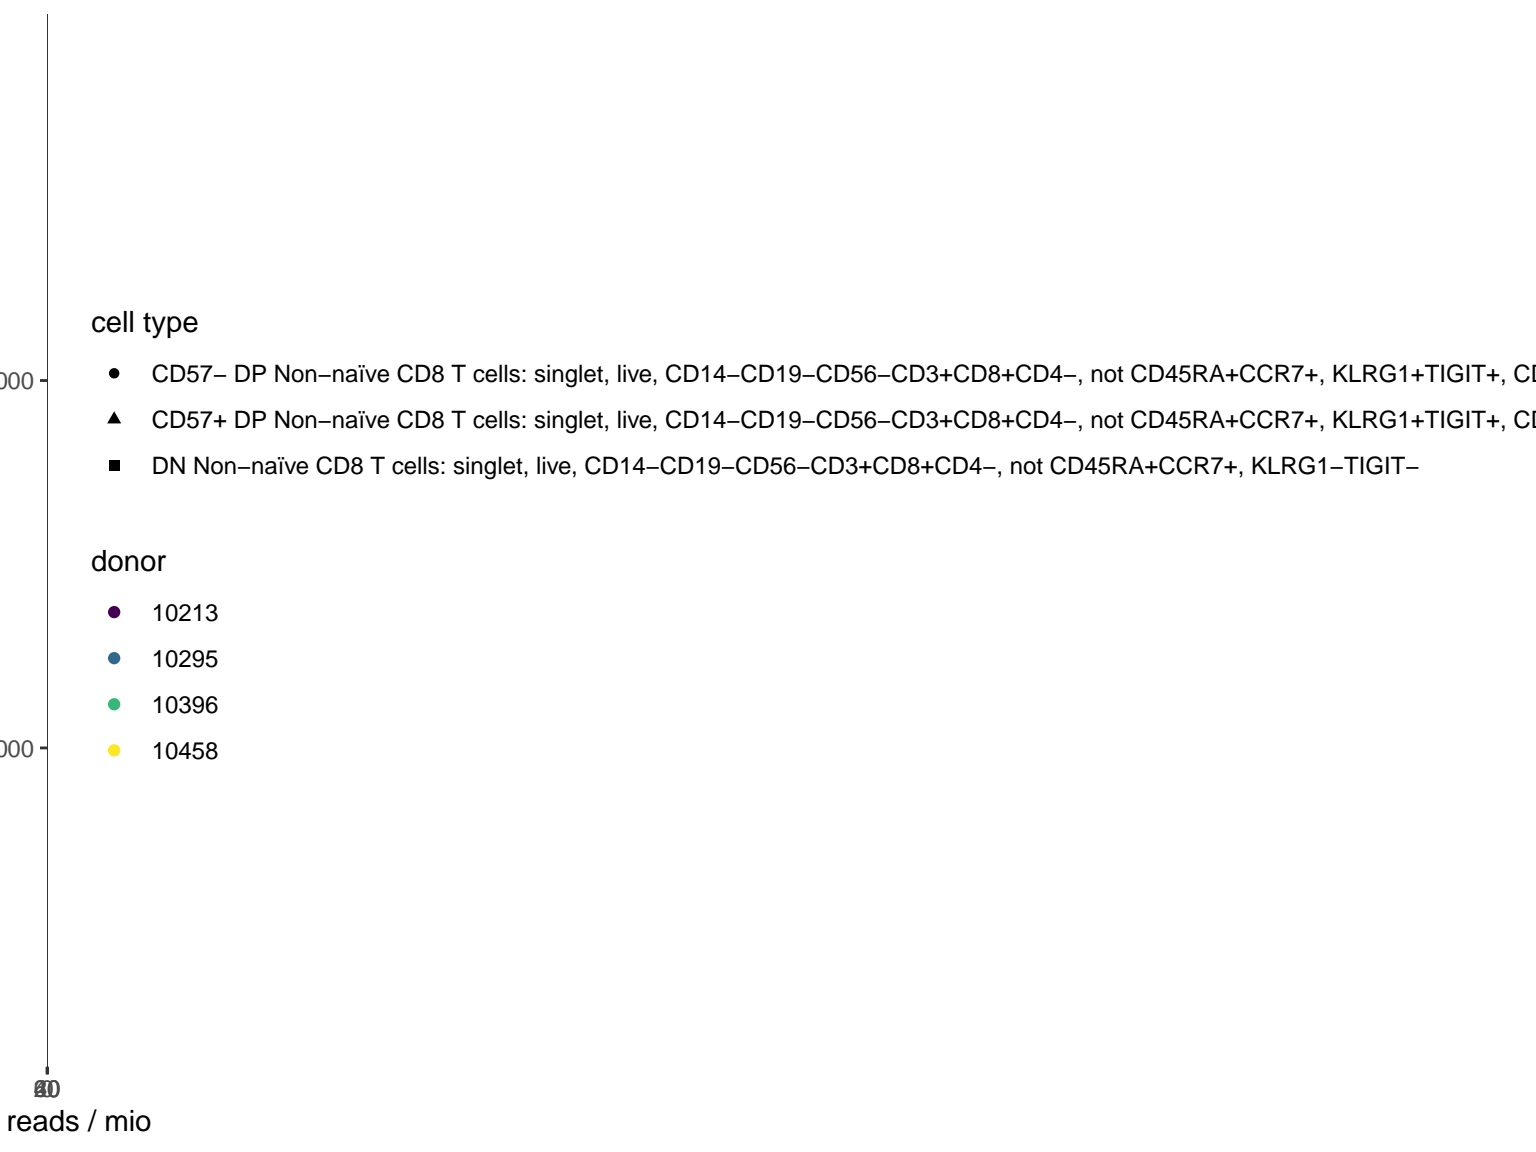 cell type
000
CD57− DP Non−naïve CD8 T cells: singlet, live, CD14−CD19−CD56−CD3+CD8+CD4−, not CD45RA+CCR7+, KLRG1+TIGIT+,
CD57+ DP Non−naïve CD8 T cells: singlet, live, CD14−CD19−CD56−CD3+CD8+CD4−, not CD45RA+CCR7+, KLRG1+TIGIT+,
DN Non−naïve CD8 T cells: singlet, live, CD14−CD19−CD56−CD3+CD8+CD4−, not CD45RA+CCR7+, KLRG1−TIGIT−
donor
10213
10295
10396
000
10458
reads / mio